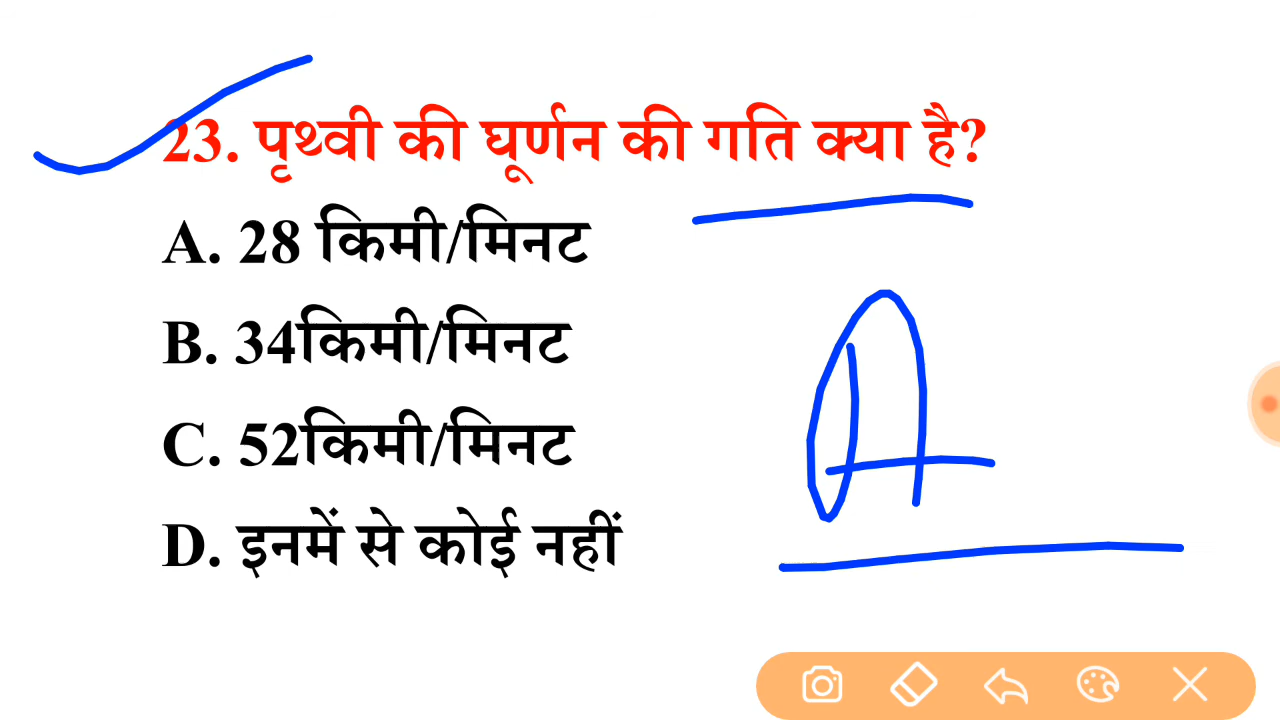 23. पृथ्वी की घूर्णन की गति क्या है?
A. 28 किमी/मिनट
B. 34किमी/मिनट
C. 52किमी/मिनट
A
D. इनमें से कोई नहीं